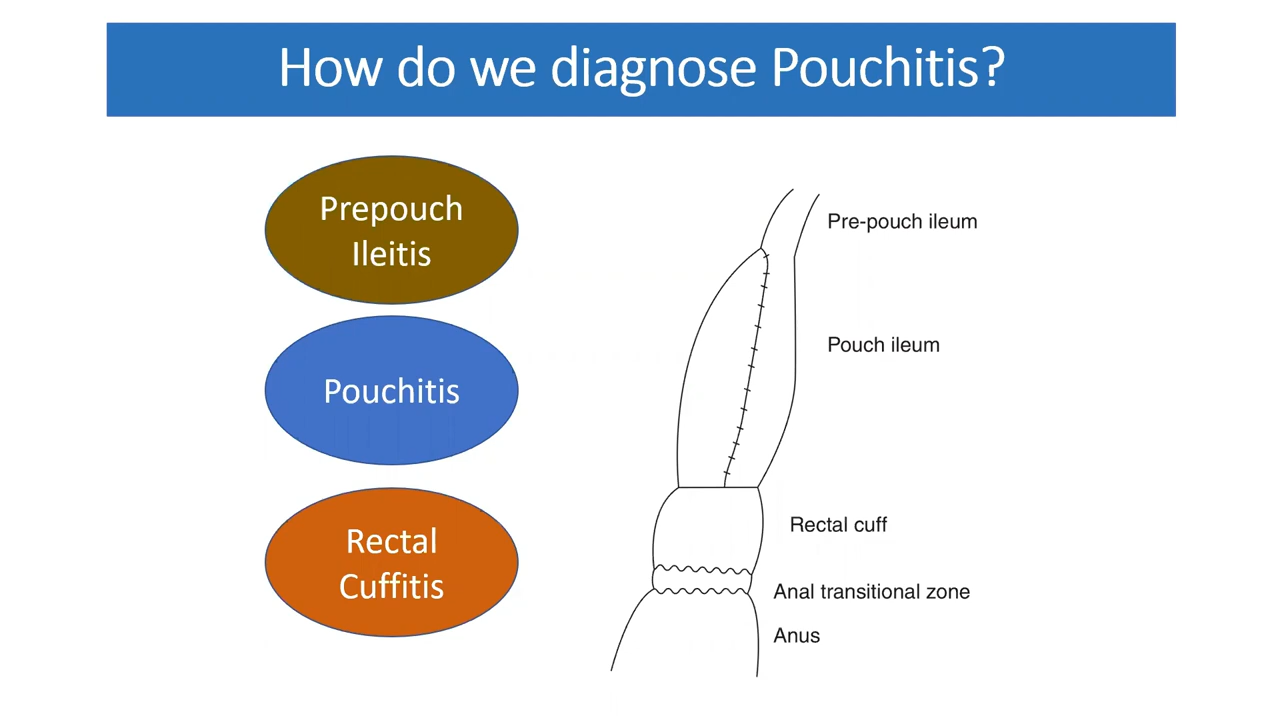 How do we diagnose Pouchitis?
Prepouch
Ileitis
Pouchitis
Rectal
Cuffitis
Pre-pouch ileum
Pouch ileum
Rectal cuff
Anal transitional zone
Anus